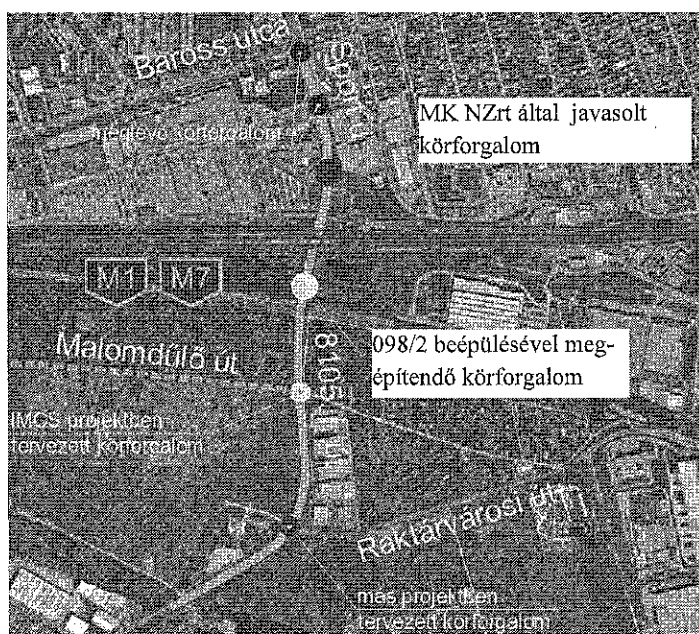 Baross utca
Sport u.
MK NZrt által javasolt
körforgalom
meglévő körforgalom
M1 M7
Malomdűlő út
098/2 beépülésével meg-
építendő körforgalom
8105 j. út
IMCS projektben
tervezett körforgalom
Raktárvárosi út
más projektben
tervezett körforgalom